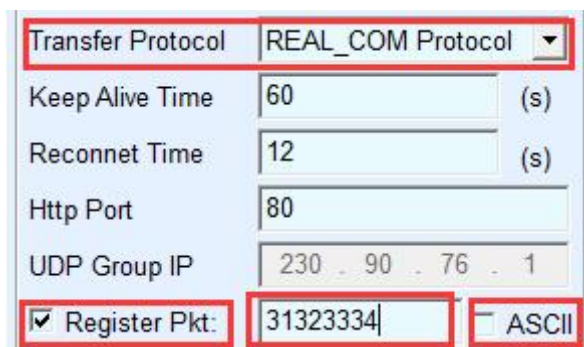 Transfer Protocol REAL_COM Protocol
Keep Alive Time 60 (s)
Reconnet Time 12 (s)
Http Port 80
UDP Group IP 230 . 90 . 76 . 1
Register Pkt: 31323334 ASCII